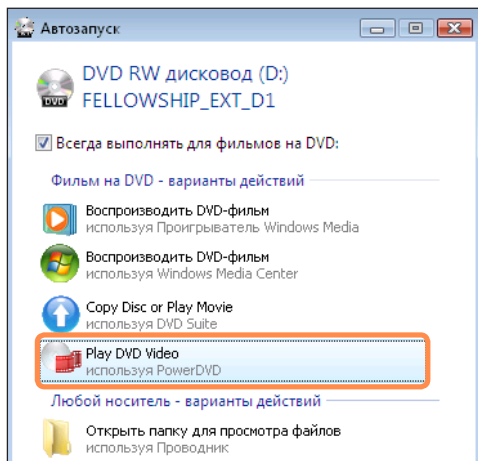 Автозапуск
DVD RW дисковод (D:)
FELLOWSHIP_EXT_D1
Всегда выполнять для фильмов на DVD:
Фильм на DVD - варианты действий
Воспроизводить DVD-фильм
используя Проигрыватель Windows Media
Воспроизводить DVD-фильм
используя Windows Media Center
Copy Disc or Play Movie
используя DVD Suite
Play DVD Video
используя PowerDVD
Любой носитель - варианты действий
Открыть папку для просмотра файлов
используя Проводник